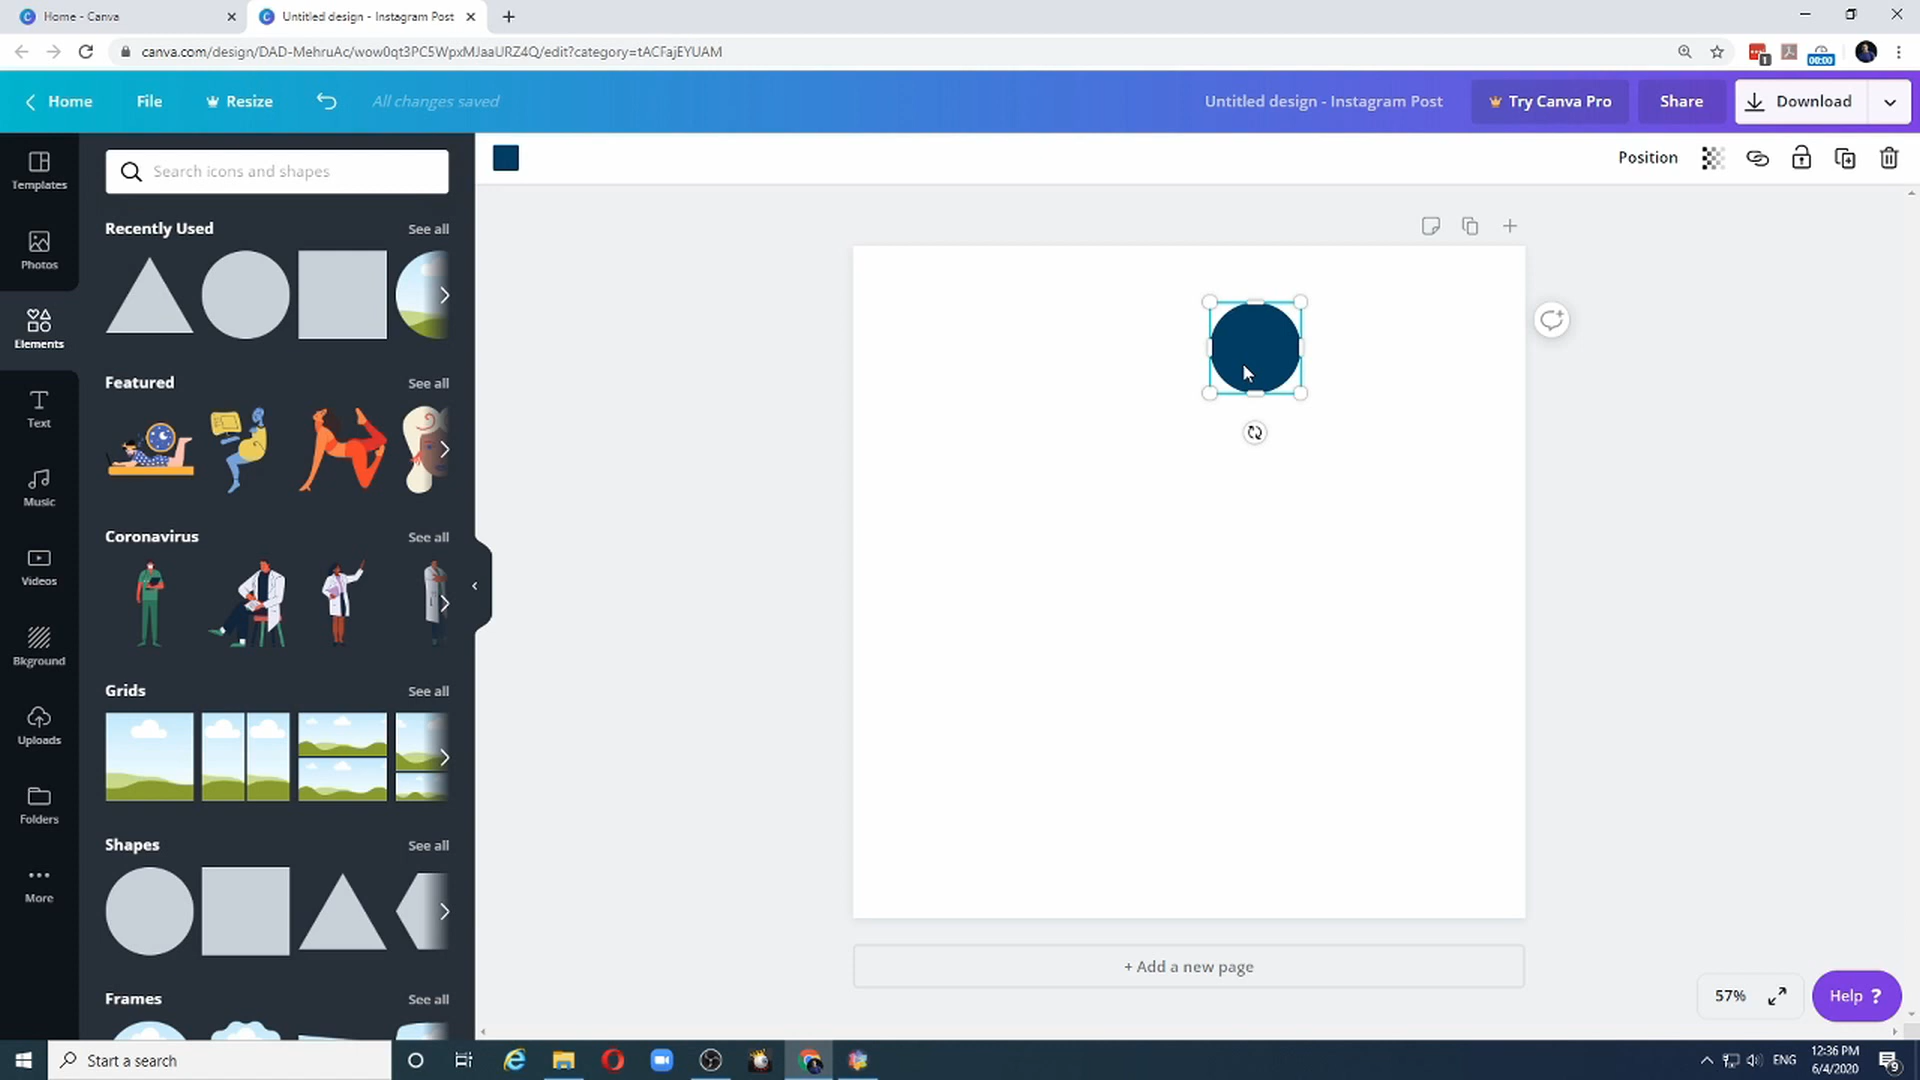 Home - Canva
Untitled design - Instagram Post
canva.com/design/DAD-MehruAc/wow0qt3PC5WpxMJaaURZ4Q/edit?category=tACFajEYUAM
1
00:00
Home
File
Resize
All changes saved
Untitled design - Instagram Post
Try Canva Pro
Share
Download
Templates
Photos
Elements
Text
Music
Videos
Bkground
Uploads
Folders
More
Search icons and shapes
Recently Used
See all
Featured
See all
Coronavirus
See all
Grids
See all
Shapes
See all
Frames
See all
Position
+ Add a new page
57%
Help ?
Start a search
ENG
12:36 PM
6/4/2020
9